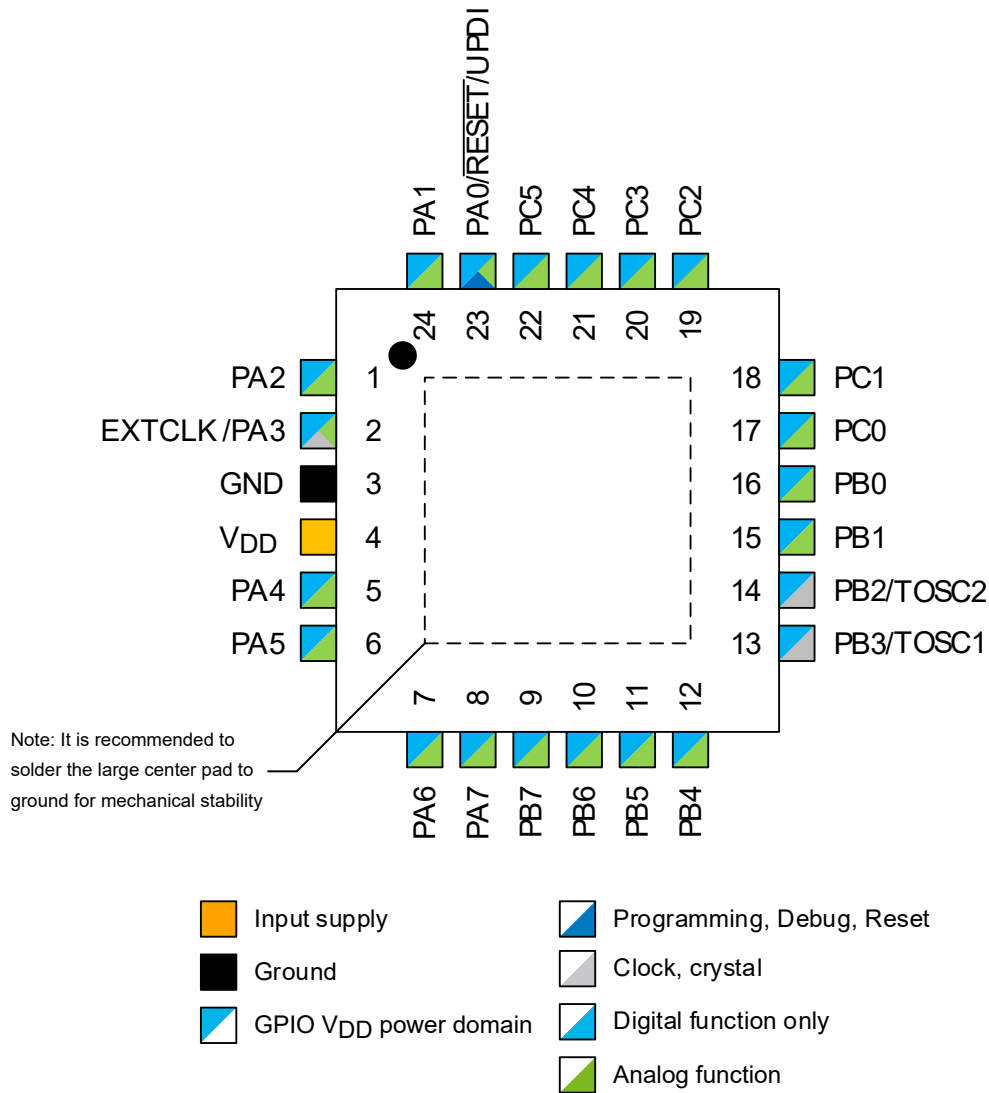 PA0/RESET/UPDI
PA1
PC5
PC4
PC3
PC2
24
23
22
21
20
19
PA2
1
18
PC1
EXTCLK /PA3
2
17
PC0
GND
3
16
PB0
VDD
4
15
PB1
PA4
5
14
PB2/TOSC2
PA5
6
13
PB3/TOSC1
7
8
9
10
11
12
PA6
PA7
PB7
PB6
PB5
PB4
Note: It is recommended to
solder the large center pad to
ground for mechanical stability
Input supply
Ground
GPIO VDD power domain
Programming, Debug, Reset
Clock, crystal
Digital function only
Analog function